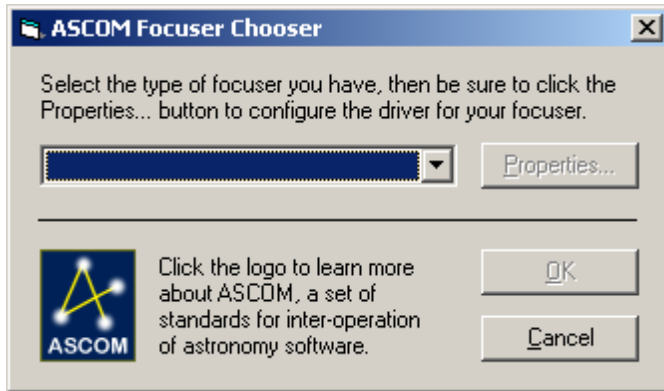 ASCOM Focuser Chooser
Select the type of focuser you have, then be sure to click the
Properties... button to configure the driver for your focuser.
Properties...
Click the logo to learn more
about ASCOM, a set of
standards for inter-operation
of astronomy software.
ASCOM
OK
Cancel